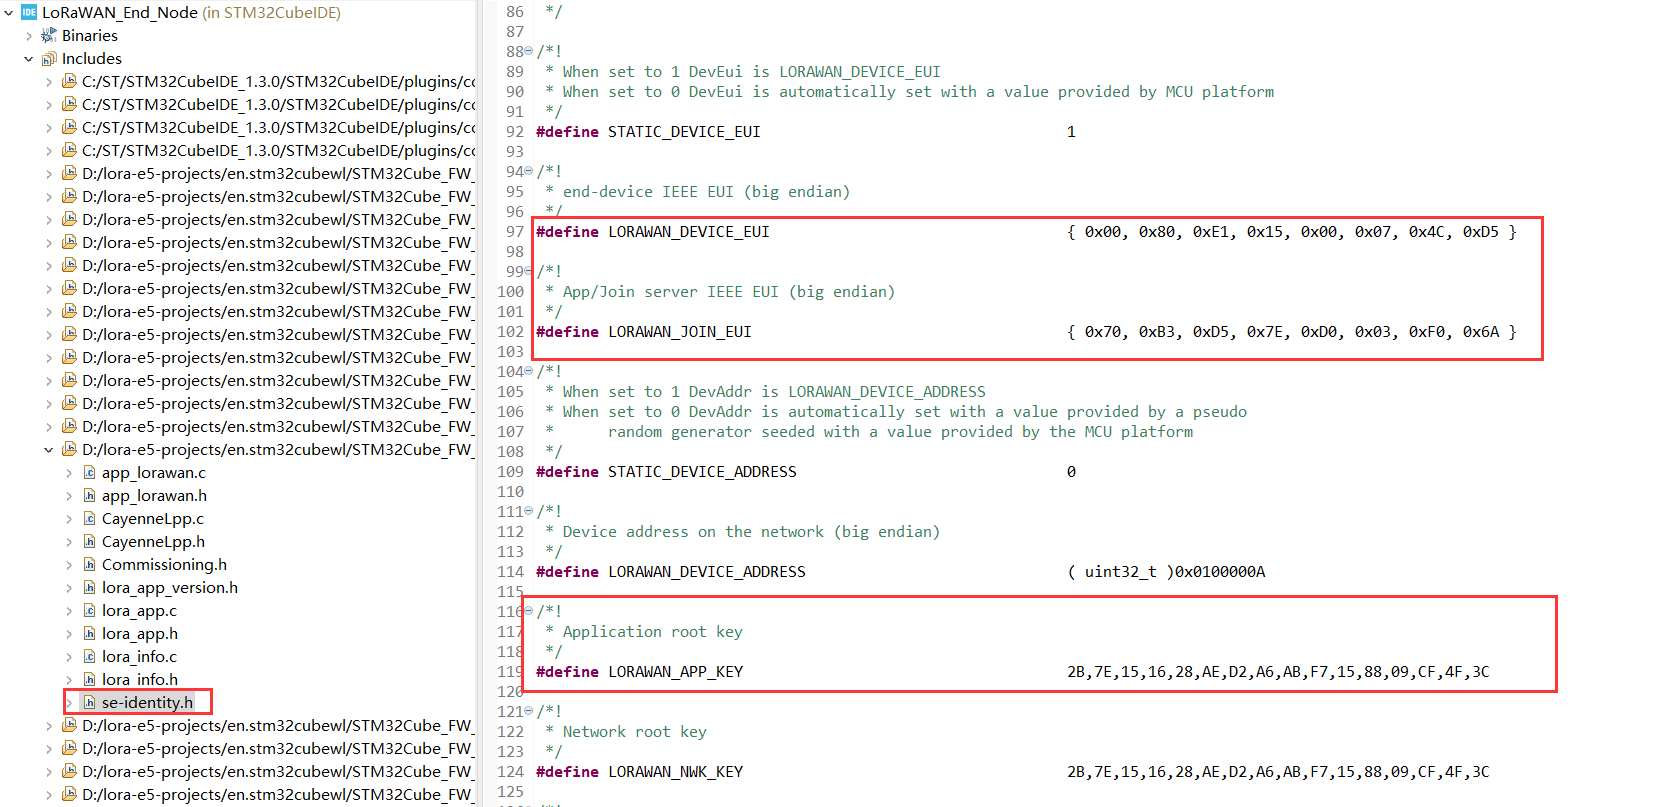 LoRaWAN_End_Node (in STM32CubeIDE)
Binaries
Includes
C:/ST/STM32CubeIDE_1.3.0/STM32CubeIDE/plugins/cc
C:/ST/STM32CubeIDE_1.3.0/STM32CubeIDE/plugins/cc
C:/ST/STM32CubeIDE_1.3.0/STM32CubeIDE/plugins/cc
C:/ST/STM32CubeIDE_1.3.0/STM32CubeIDE/plugins/cc
D:/lora-e5-projects/en.stm32cubewl/STM32Cube_FW_
D:/lora-e5-projects/en.stm32cubewl/STM32Cube_FW_
D:/lora-e5-projects/en.stm32cubewl/STM32Cube_FW_
D:/lora-e5-projects/en.stm32cubewl/STM32Cube_FW_
D:/lora-e5-projects/en.stm32cubewl/STM32Cube_FW_
D:/lora-e5-projects/en.stm32cubewl/STM32Cube_FW_
D:/lora-e5-projects/en.stm32cubewl/STM32Cube_FW_
D:/lora-e5-projects/en.stm32cubewl/STM32Cube_FW_
D:/lora-e5-projects/en.stm32cubewl/STM32Cube_FW_
D:/lora-e5-projects/en.stm32cubewl/STM32Cube_FW_
D:/lora-e5-projects/en.stm32cubewl/STM32Cube_FW_
D:/lora-e5-projects/en.stm32cubewl/STM32Cube_FW_
D:/lora-e5-projects/en.stm32cubewl/STM32Cube_FW_
app_lorawan.c
app_lorawan.h
CayenneLpp.c
CayenneLpp.h
Commissioning.h
lora_app_version.h
lora_app.c
lora_app.h
lora_info.c
lora_info.h
se-identity.h
D:/lora-e5-projects/en.stm32cubewl/STM32Cube_FW_
D:/lora-e5-projects/en.stm32cubewl/STM32Cube_FW_
D:/lora-e5-projects/en.stm32cubewl/STM32Cube_FW_
D:/lora-e5-projects/en.stm32cubewl/STM32Cube_FW_
86 */
87
88 /*!
89 * When set to 1 DevEui is LORAWAN_DEVICE_EUI
90 * When set to 0 DevEui is automatically set with a value provided by MCU platform
91 */
92 #define STATIC_DEVICE_EUI 1
93
94 /*!
95 * end-device IEEE EUI (big endian)
96 */
97 #define LORAWAN_DEVICE_EUI { 0x00, 0x80, 0xE1, 0x15, 0x00, 0x07, 0x4C, 0xD5 }
98
99 /*!
100 * App/Join server IEEE EUI (big endian)
101 */
102 #define LORAWAN_JOIN_EUI { 0x70, 0xB3, 0xD5, 0x7E, 0xD0, 0x03, 0xF0, 0x6A }
103
104 /*!
105 * When set to 1 DevAddr is LORAWAN_DEVICE_ADDRESS
106 * When set to 0 DevAddr is automatically set with a value provided by a pseudo
107 * random generator seeded with a value provided by the MCU platform
108 */
109 #define STATIC_DEVICE_ADDRESS 0
110
111 /*!
112 * Device address on the network (big endian)
113 */
114 #define LORAWAN_DEVICE_ADDRESS ( uint32_t )0x0100000A
115
116 /*!
117 * Application root key
118 */
119 #define LORAWAN_APP_KEY 2B,7E,15,16,28,AE,D2,A6,AB,F7,15,88,09,CF,4F,3C
120
121 /*!
122 * Network root key
123 */
124 #define LORAWAN_NWK_KEY 2B,7E,15,16,28,AE,D2,A6,AB,F7,15,88,09,CF,4F,3C
125